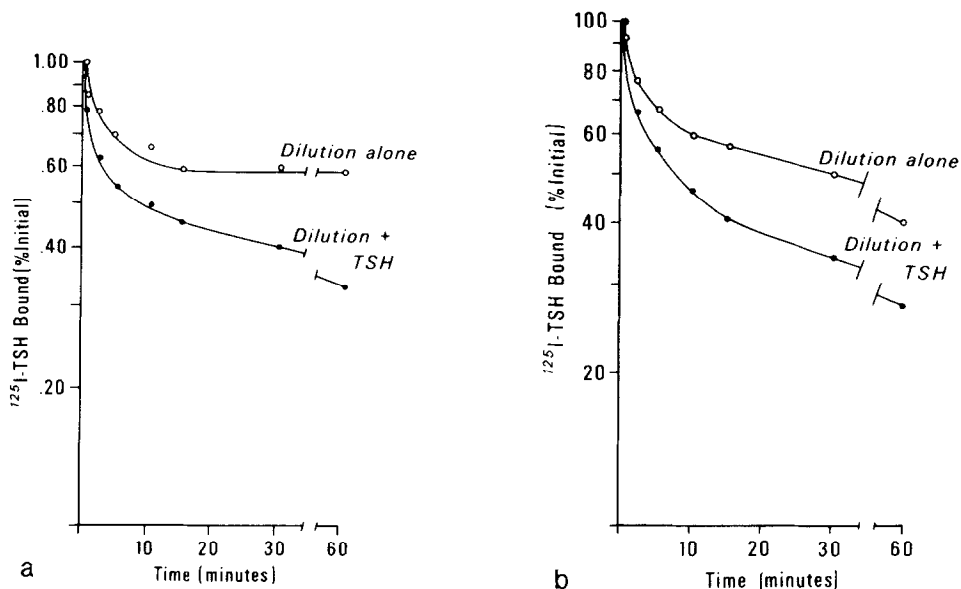 1.00
.80
.60
.40
.20
¹²⁵I-TSH Bound (% Initial)
Dilution alone
Dilution +
TSH
10
20
30
60
Time (minutes)
a
100
80
60
40
20
¹²⁵I-TSH Bound (% Initial)
Dilution alone
Dilution +
TSH
10
20
30
60
Time (minutes)
b